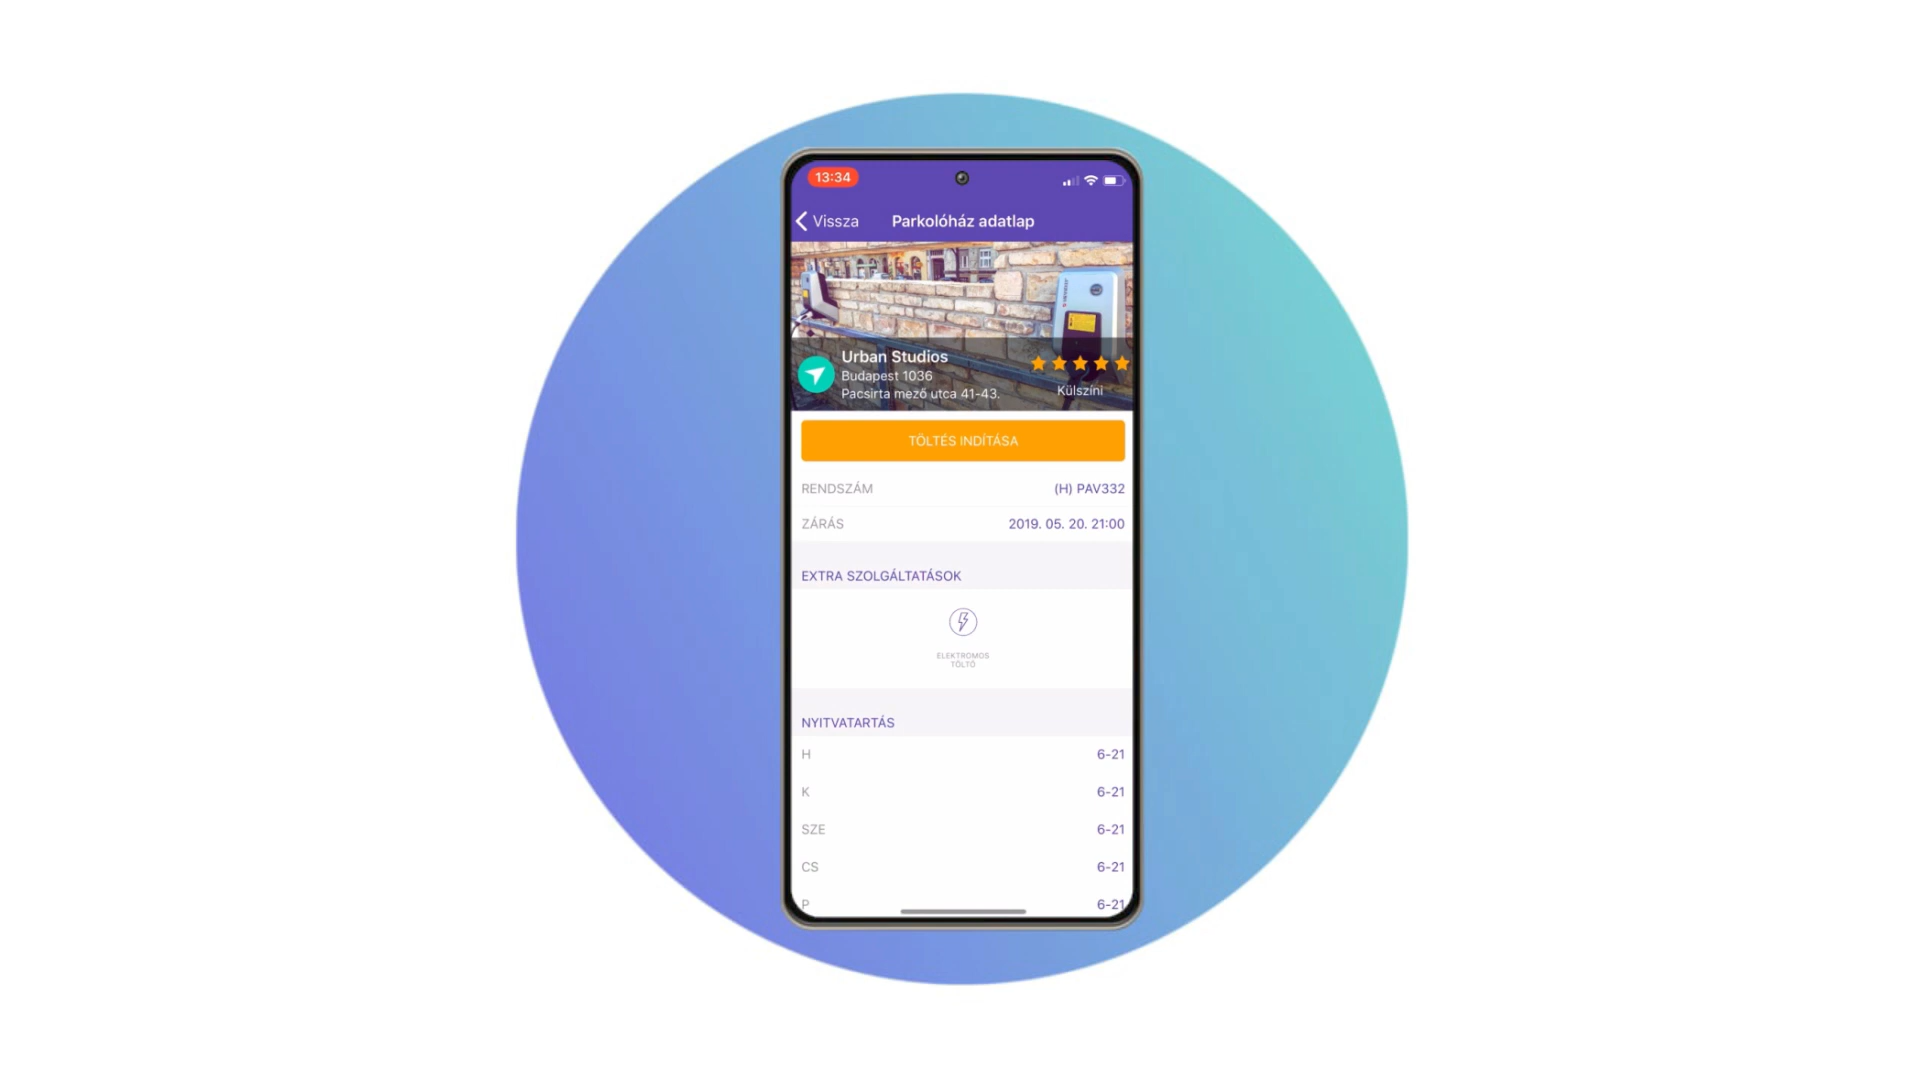 13:34
Vissza
Parkolóház adatlap
Urban Studios
Budapest 1036
Pacsirta mező utca 41-43.
Külszíni
TÖLTÉS INDÍTÁSA
RENDSZÁM (H) PAV332
ZÁRÁS 2019. 05. 20. 21:00
EXTRA SZOLGÁLTATÁSOK
ELEKTROMOS
TÖLTŐ
NYITVATARTÁS
H 6-21
K 6-21
SZE 6-21
CS 6-21
P 6-21